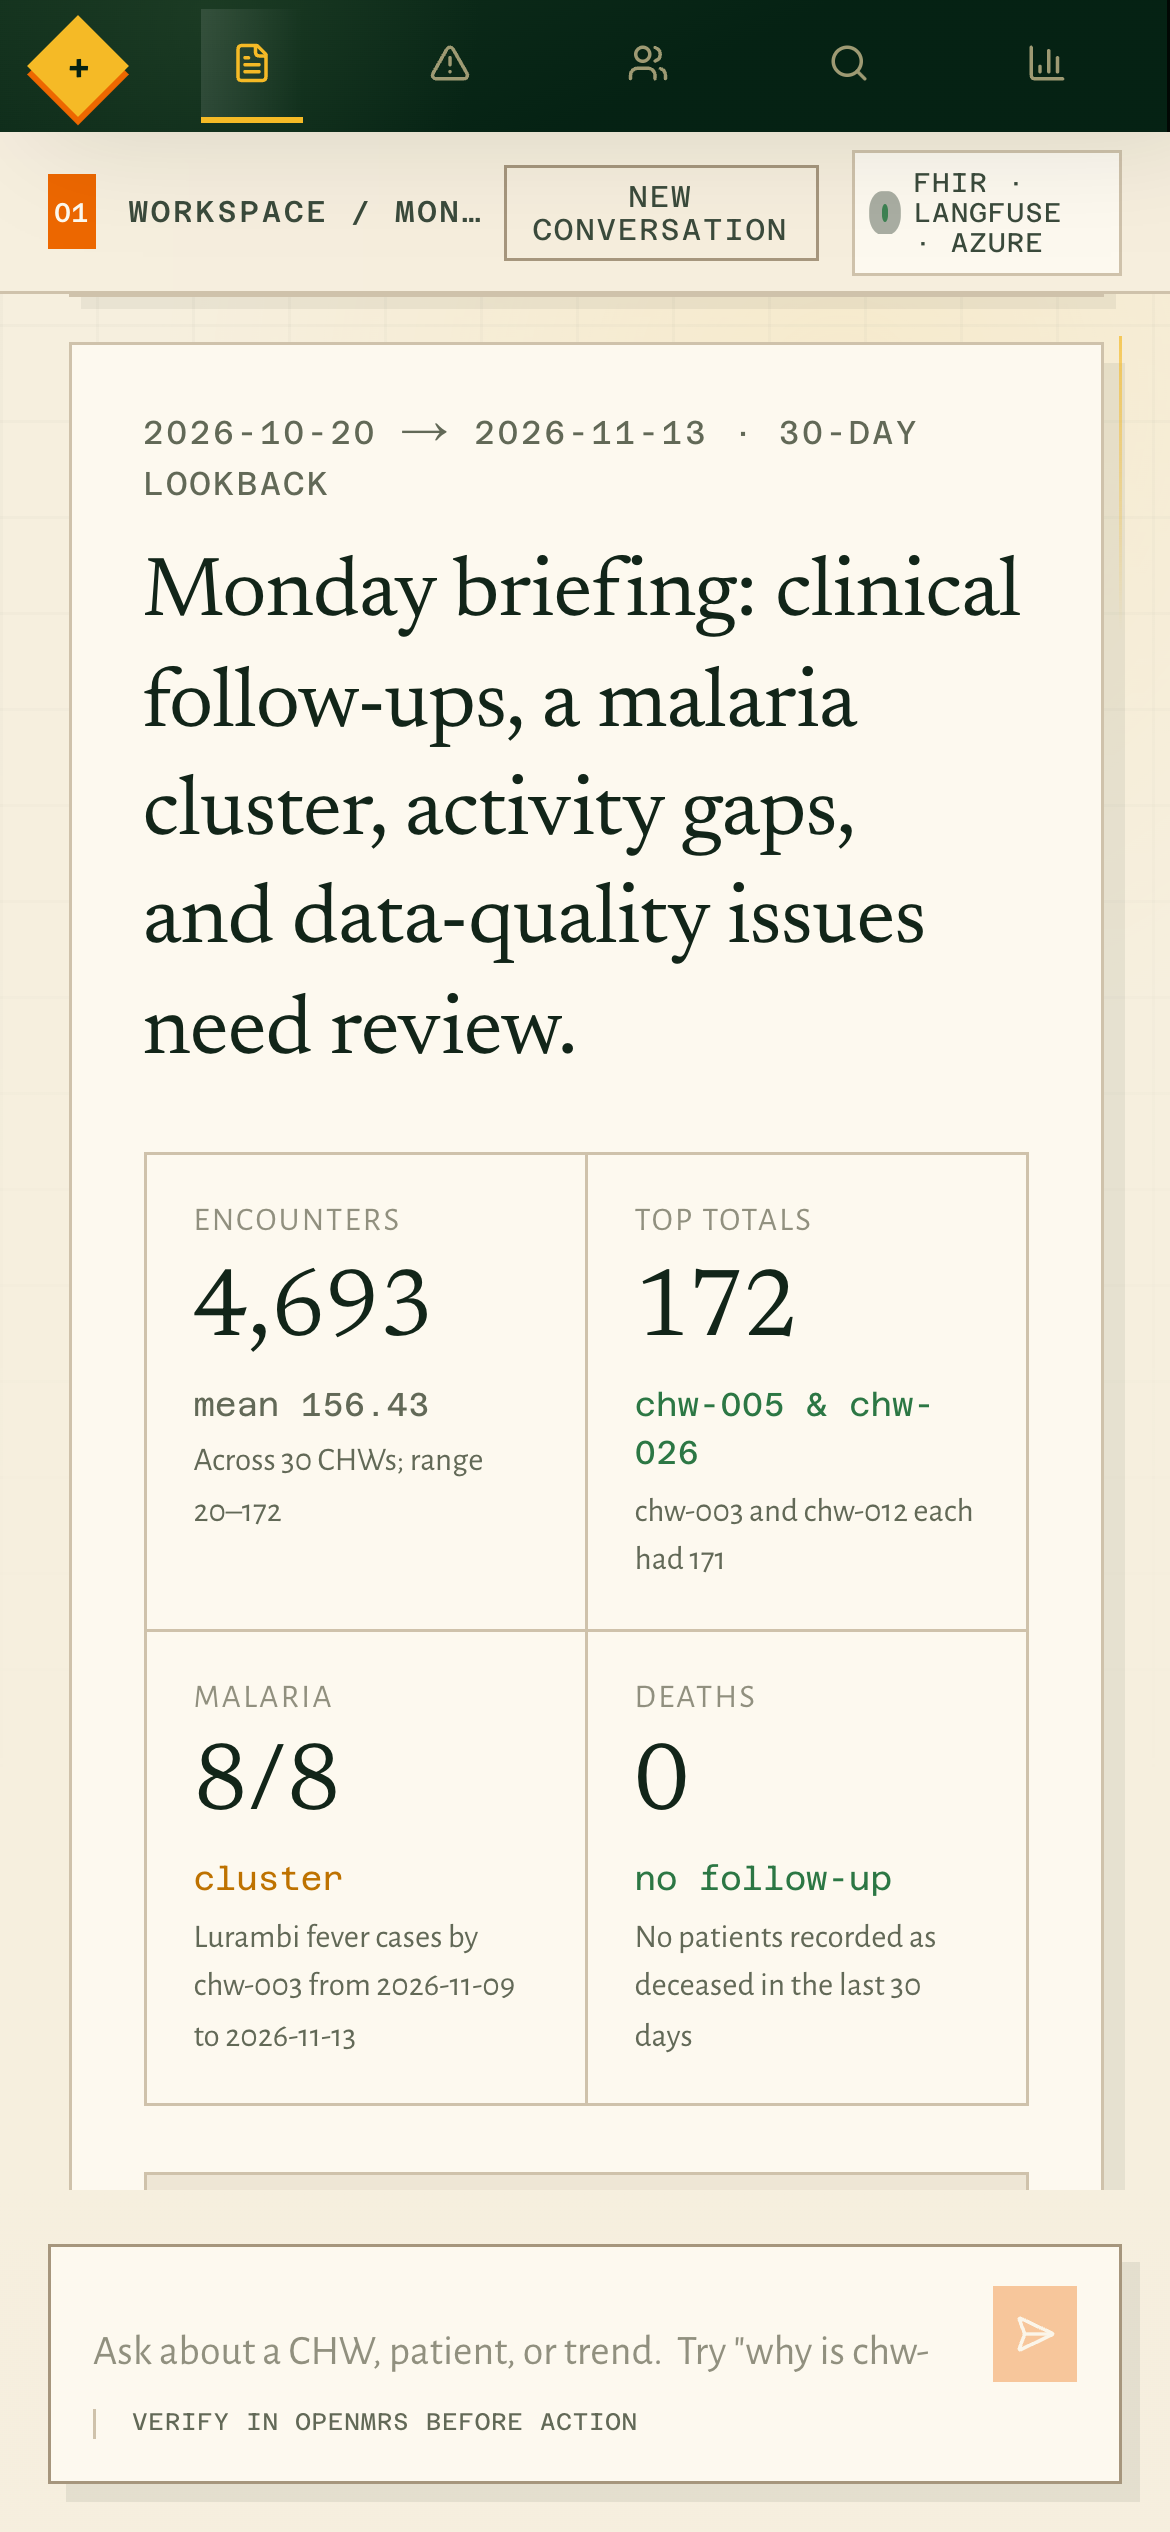 +
01
WORKSPACE / MON…
NEW
CONVERSATION
FHIR ·
LANGFUSE
· AZURE
2026-10-20 → 2026-11-13 · 30-DAY
LOOKBACK
Monday briefing: clinical
follow-ups, a malaria
cluster, activity gaps,
and data-quality issues
need review.
ENCOUNTERS
4,693
mean 156.43
Across 30 CHWs; range
20–172
TOP TOTALS
172
chw-005 & chw-
026
chw-003 and chw-012 each
had 171
MALARIA
8/8
cluster
Lurambi fever cases by
chw-003 from 2026-11-09
to 2026-11-13
DEATHS
0
no follow-up
No patients recorded as
deceased in the last 30
days
Ask about a CHW, patient, or trend. Try "why is chw-
VERIFY IN OPENMRS BEFORE ACTION